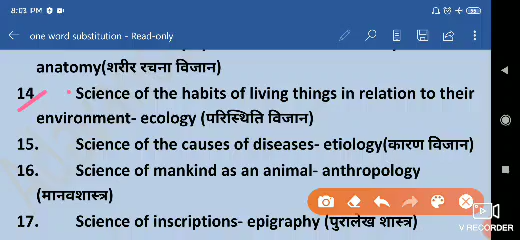 8:03 PM
one word substitution - Read-only
anatomy(शरीर रचना विजान)
14 Science of the habits of living things in relation to their
environment- ecology (परिस्थिति विजान)
15. Science of the causes of diseases- etiology(कारण विजान)
16. Science of mankind as an animal- anthropology
(मानवशास्त्र)
17. Science of inscriptions- epigraphy (पुरालेख शास्त्र)
V RECORDER